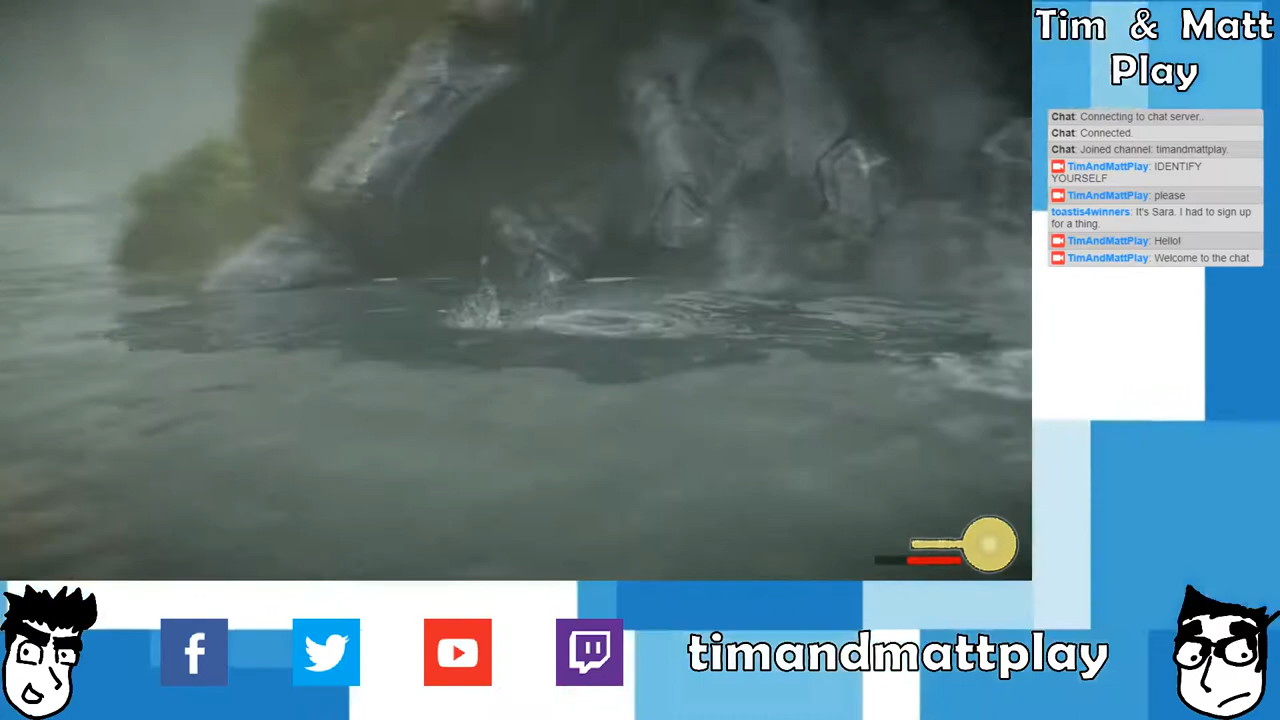 Tim & Matt
Play
Chat: Connecting to chat server..
Chat: Connected.
Chat: Joined channel: timandmattplay.
TimAndMattPlay: IDENTIFY
YOURSELF
TimAndMattPlay: please
toastis4winners: It's Sara. I had to sign up
for a thing.
TimAndMattPlay: Hello!
TimAndMattPlay: Welcome to the chat
timandmattplay